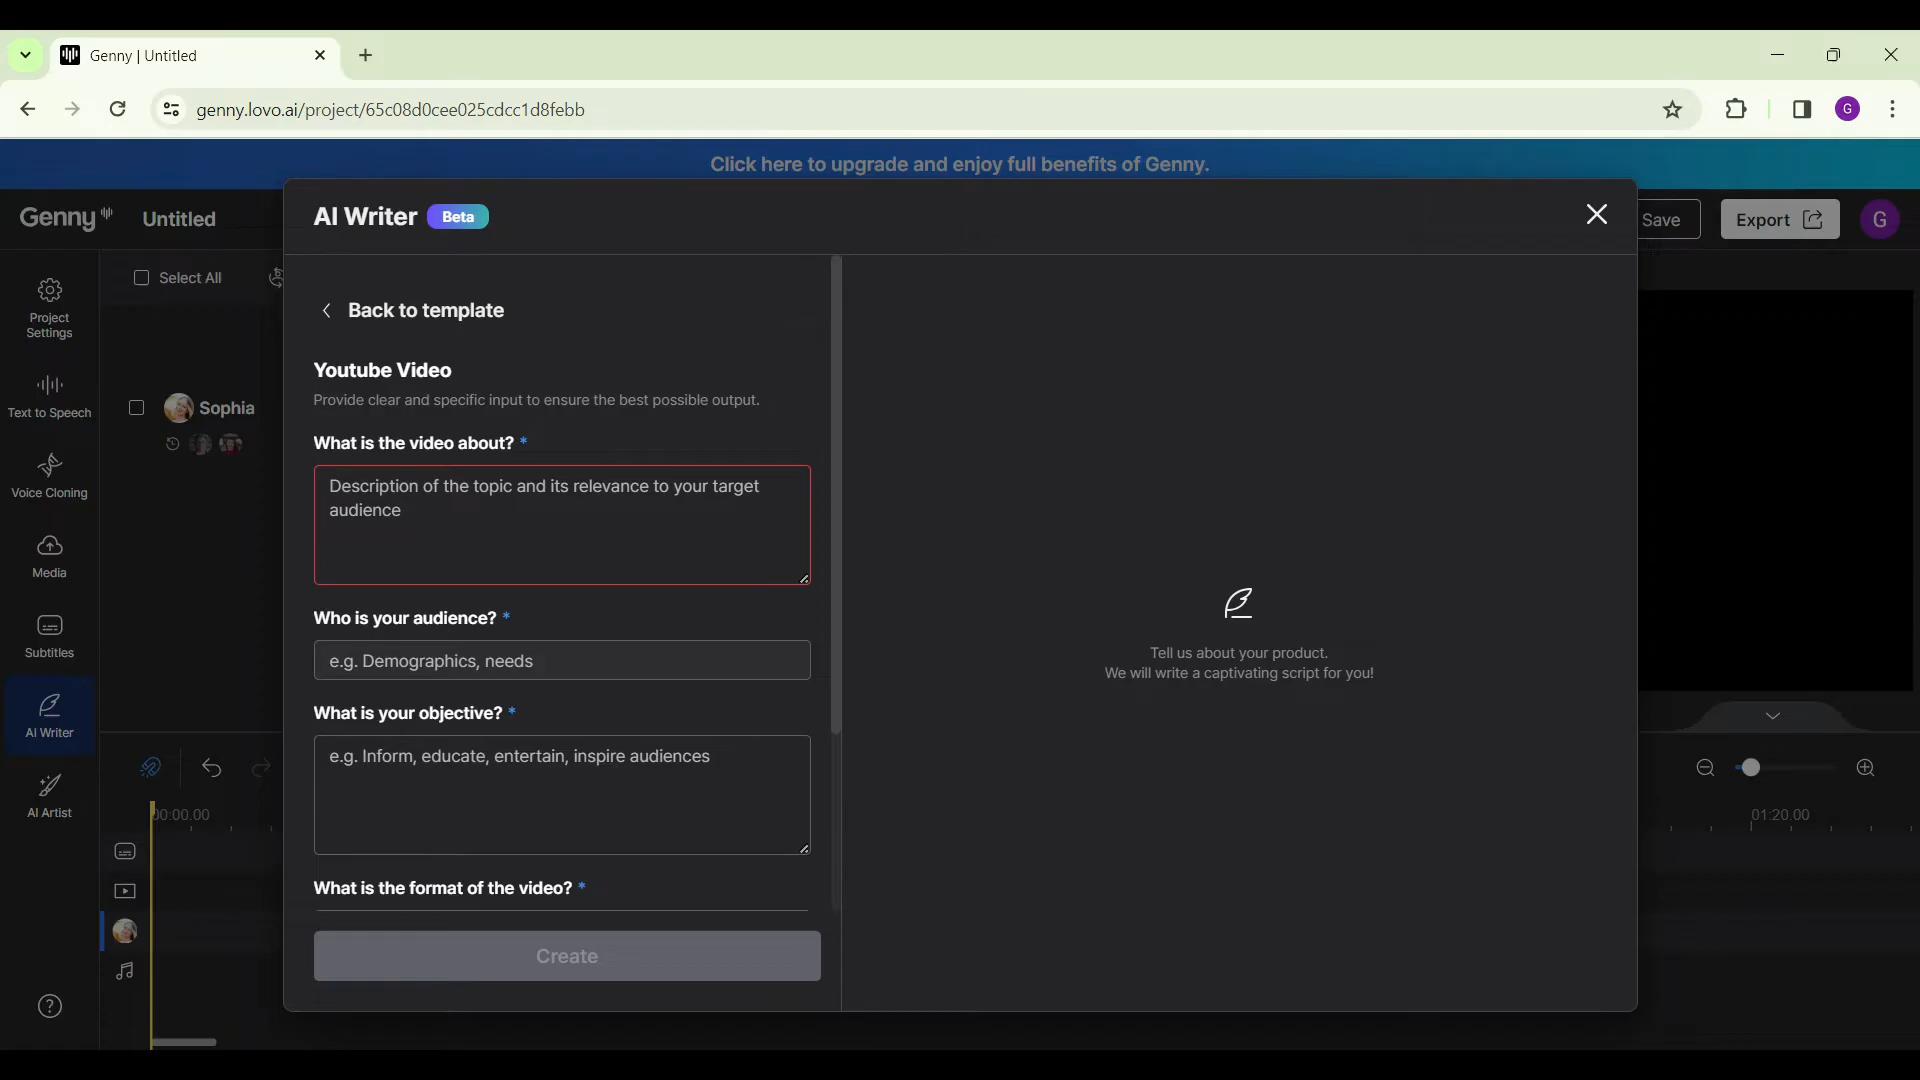 Genny | Untitled
genny.lovo.ai/project/65c08d0cee025cdcc1d8febb
G
Click here to upgrade and enjoy full benefits of Genny.
Genny
Untitled
AI Writer
Beta
Save
Export
G
Select All
Project
Settings
Text to Speech
Voice Cloning
Media
Subtitles
AI Writer
AI Artist
Sophia
Back to template
Youtube Video
Provide clear and specific input to ensure the best possible output.
What is the video about? *
Description of the topic and its relevance to your target
audience
Who is your audience? *
e.g. Demographics, needs
What is your objective? *
e.g. Inform, educate, entertain, inspire audiences
What is the format of the video? *
Create
Tell us about your product.
We will write a captivating script for you!
00:00.00
01:20.00